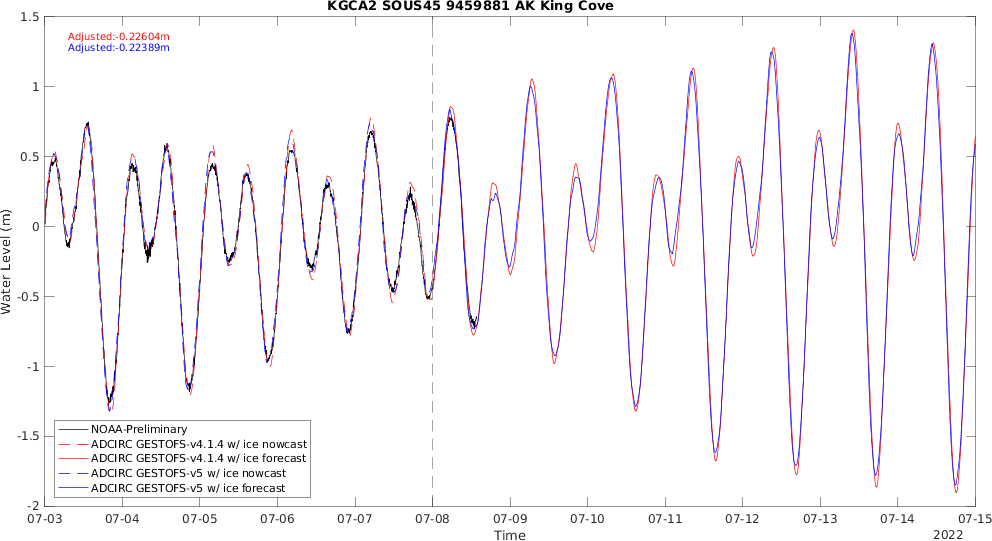 KGCA2 SOUS45 9459881 AK King Cove
Adjusted:-0.22604m
Adjusted:-0.22389m
1.5
1
0.5
0
-0.5
-1
-1.5
-2
Water Level (m)
NOAA-Preliminary
ADCIRC GESTOFS-v4.1.4 w/ ice nowcast
ADCIRC GESTOFS-v4.1.4 w/ ice forecast
ADCIRC GESTOFS-v5 w/ ice nowcast
ADCIRC GESTOFS-v5 w/ ice forecast
07-03 07-04 07-05 07-06 07-07 07-08 07-09 07-10 07-11 07-12 07-13 07-14 07-15
Time
2022